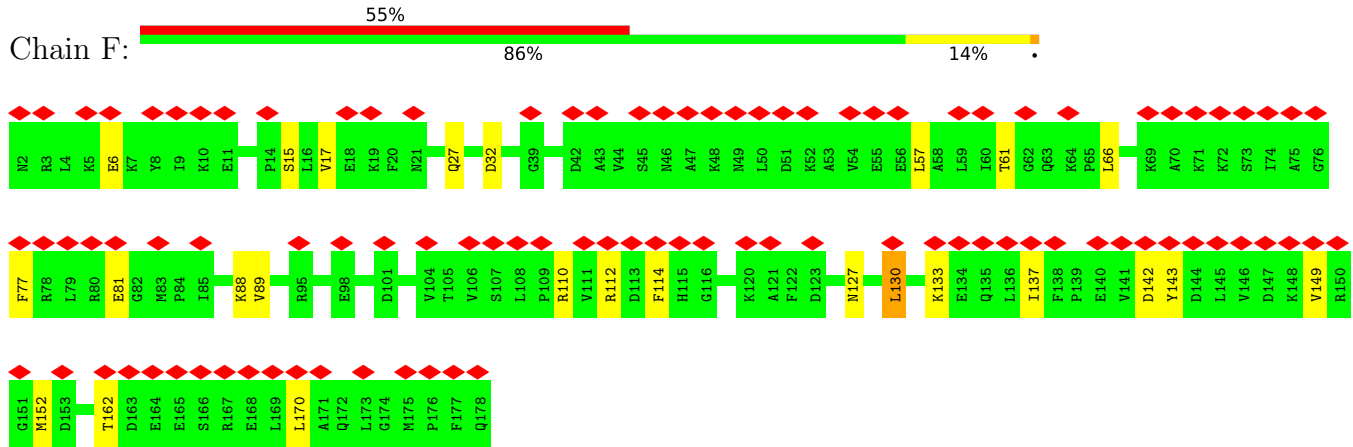 55%
Chain F:
86% 14% •
N2 R3 L4 K5 E6 K7 Y8 I9 K10 E11 P14 S15 L16 V17 E18 K19 F20 N21 Q27 D32 G39 D42 A43 V44 S45 N46 A47 K48 N49 L50 D51 K52 A53 V54 E55 E56 L57 A58 L59 I60 T61 G62 Q63 K64 P65 L66 K69 A70 K71 K72 S73 I74 A75 G76
F77 R78 L79 R80 E81 G82 M83 P84 I85 K88 V89 R95 E98 D101 V104 T105 V106 S107 L108 P109 R110 V111 R112 D113 F114 H115 G116 K120 A121 F122 D123 N127 L130 K133 E134 Q135 L136 I137 F138 P139 E140 V141 D142 Y143 D144 L145 V146 D147 K148 V149 R150
G151 M152 D153 T162 D163 E164 E165 S166 R167 E168 L169 L170 A171 Q172 L173 G174 M175 P176 F177 Q178